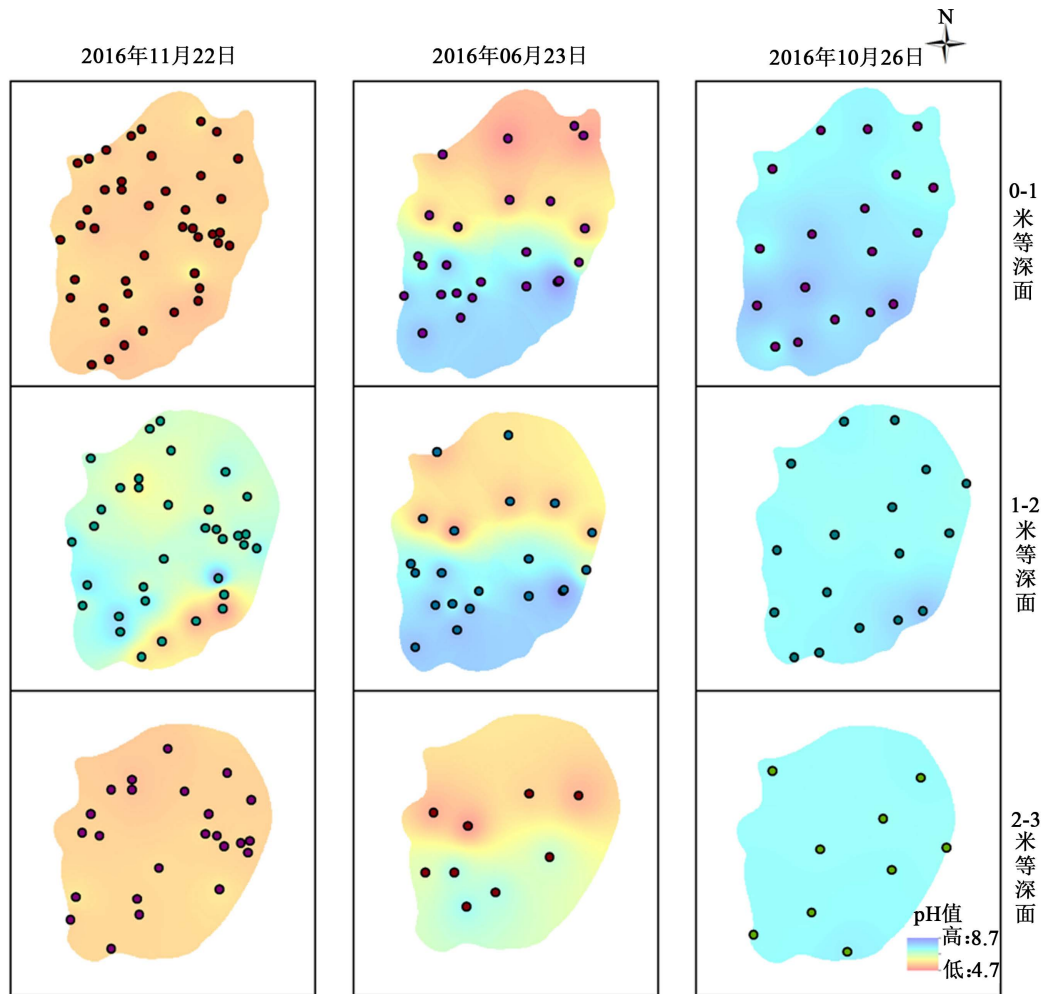 N
2016年11月22日
2016年06月23日
2016年10月26日
0-1
米等深面
1-2
米等深面
2-3
米等深面
pH值
高:8.7
低:4.7